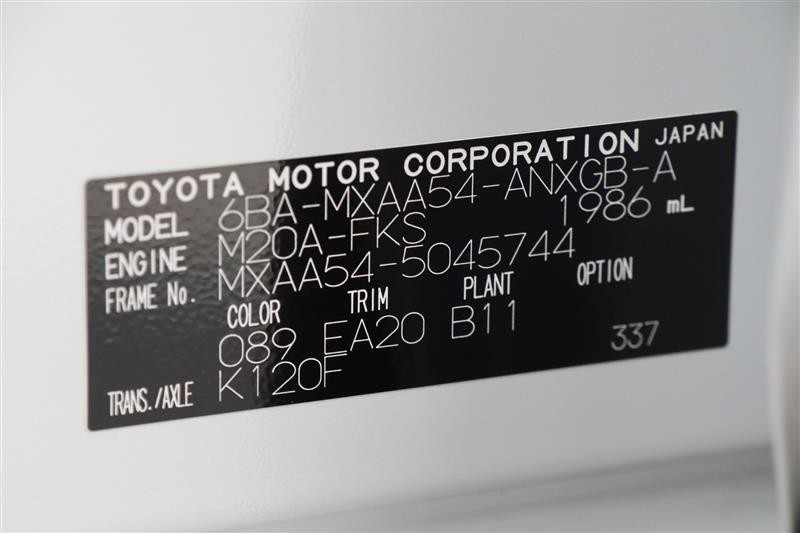 TOYOTA MOTOR CORPORATION JAPAN
MODEL 6BA-MXAA54-ANXGB-A
ENGINE M20A-FKS 1986 mL
FRAME No. MXAA54-5045744
COLOR TRIM PLANT OPTION
089 EA20 B11
TRANS./AXLE K120F 337